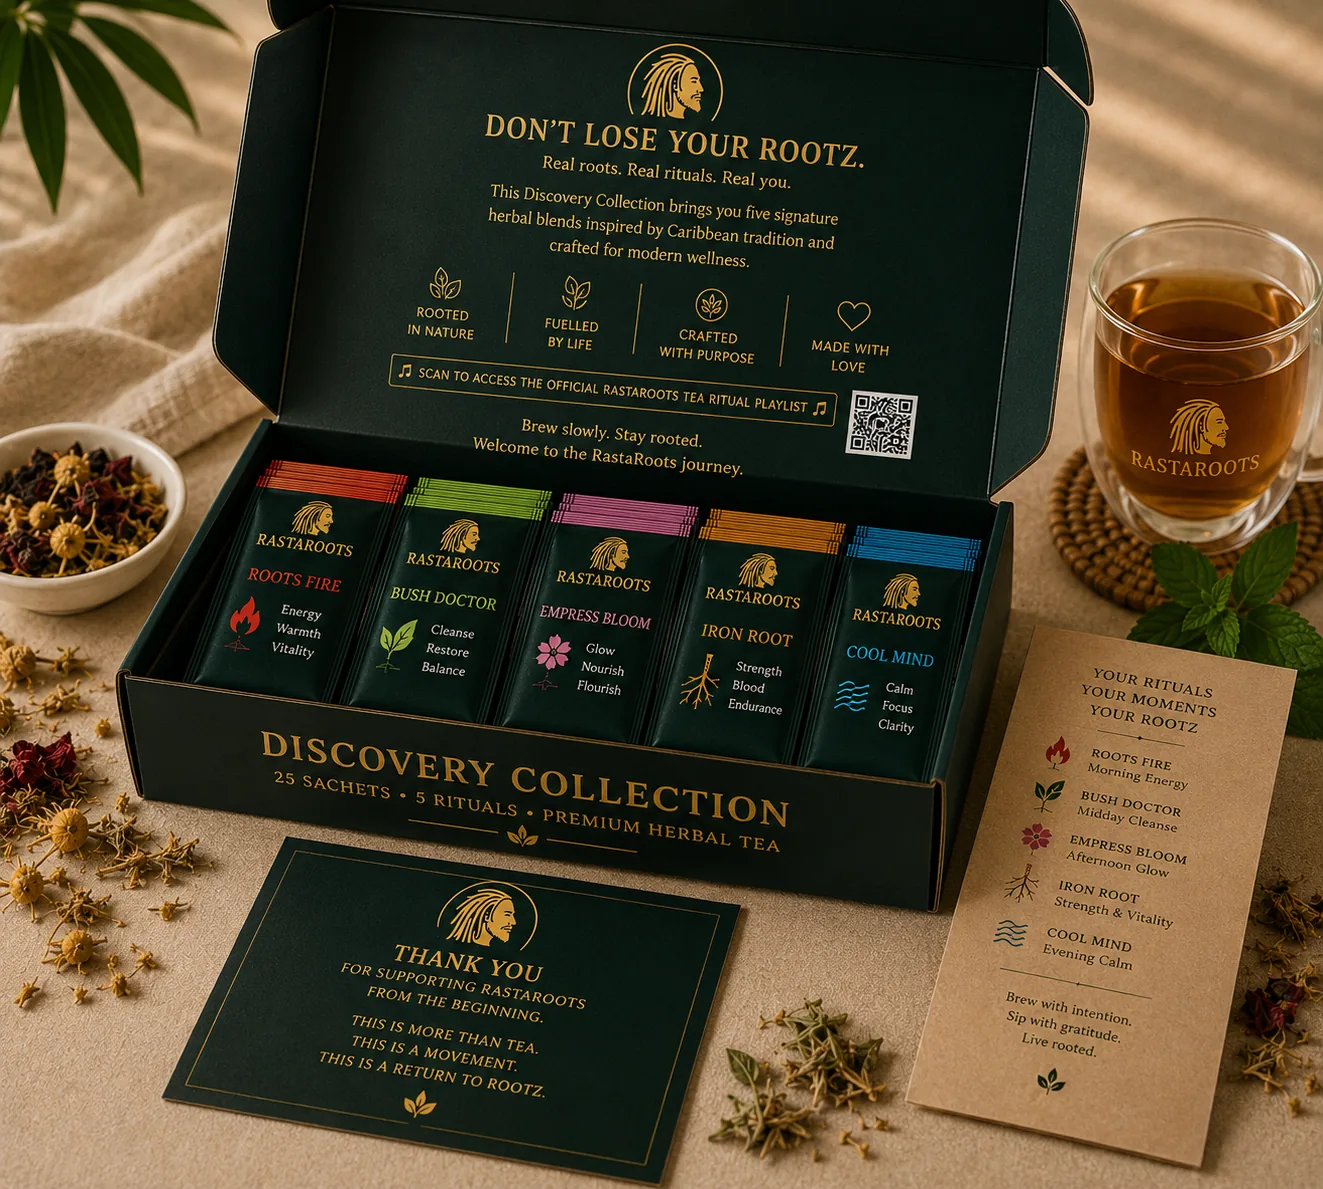 DON'T LOSE YOUR ROOTZ.
Real roots. Real rituals. Real you.
This Discovery Collection brings you five signature
herbal blends inspired by Caribbean tradition and
crafted for modern wellness.
ROOTED
IN NATURE
FUELLED
BY LIFE
CRAFTED
WITH PURPOSE
MADE WITH
LOVE
SCAN TO ACCESS THE OFFICIAL RASTAROOTS TEA RITUAL PLAYLIST
Brew slowly. Stay rooted.
Welcome to the RastaRoots journey.
RASTAROOTS
ROOTS FIRE
Energy
Warmth
Vitality
RASTAROOTS
BUSH DOCTOR
Cleanse
Restore
Balance
RASTAROOTS
EMPRESS BLOOM
Glow
Nourish
Flourish
RASTAROOTS
IRON ROOT
Strength
Blood
Endurance
RASTAROOTS
COOL MIND
Calm
Focus
Clarity
DISCOVERY COLLECTION
25 SACHETS • 5 RITUALS • PREMIUM HERBAL TEA
RASTAROOTS
THANK YOU
FOR SUPPORTING RASTAROOTS
FROM THE BEGINNING.
THIS IS MORE THAN TEA.
THIS IS A MOVEMENT.
THIS IS A RETURN TO ROOTZ.
YOUR RITUALS
YOUR MOMENTS
YOUR ROOTZ
ROOTS FIRE
Morning Energy
BUSH DOCTOR
Midday Cleanse
EMPRESS BLOOM
Afternoon Glow
IRON ROOT
Strength & Vitality
COOL MIND
Evening Calm
Brew with intention.
Sip with gratitude.
Live rooted.